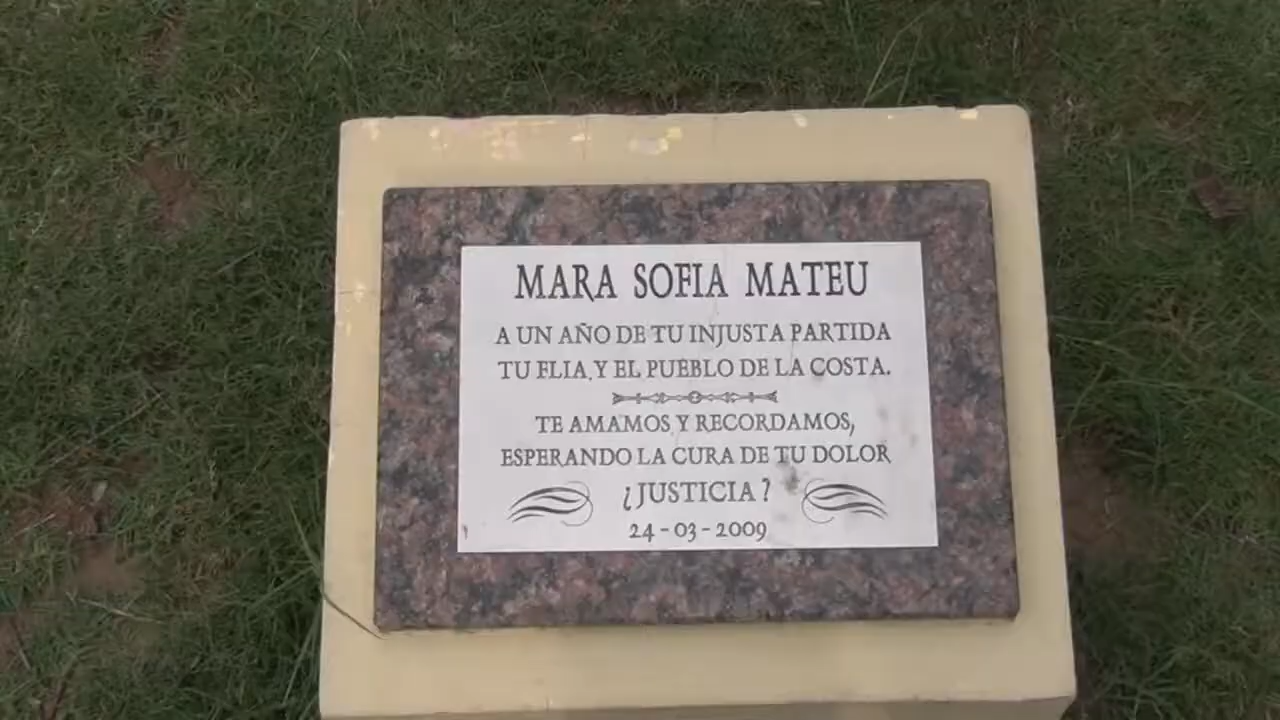 MARA SOFIA MATEU
A UN AÑO DE TU INJUSTA PARTIDA
TU FLIA. Y EL PUEBLO DE LA COSTA.
TE AMAMOS Y RECORDAMOS,
ESPERANDO LA CURA DE TU DOLOR
¿JUSTICIA?
24-03-2009